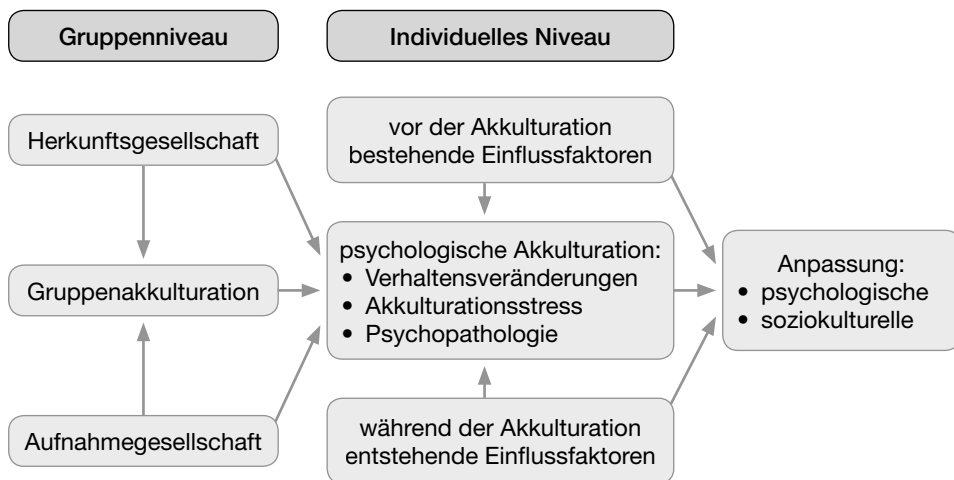 Gruppenniveau
Individuelles Niveau
Herkunftsgesellschaft
Gruppenakkulturation
Aufnahmegesellschaft
vor der Akkulturation
bestehende Einflussfaktoren
psychologische Akkulturation:
• Verhaltensveränderungen
• Akkulturationsstress
• Psychopathologie
während der Akkulturation
entstehende Einflussfaktoren
Anpassung:
• psychologische
• soziokulturelle